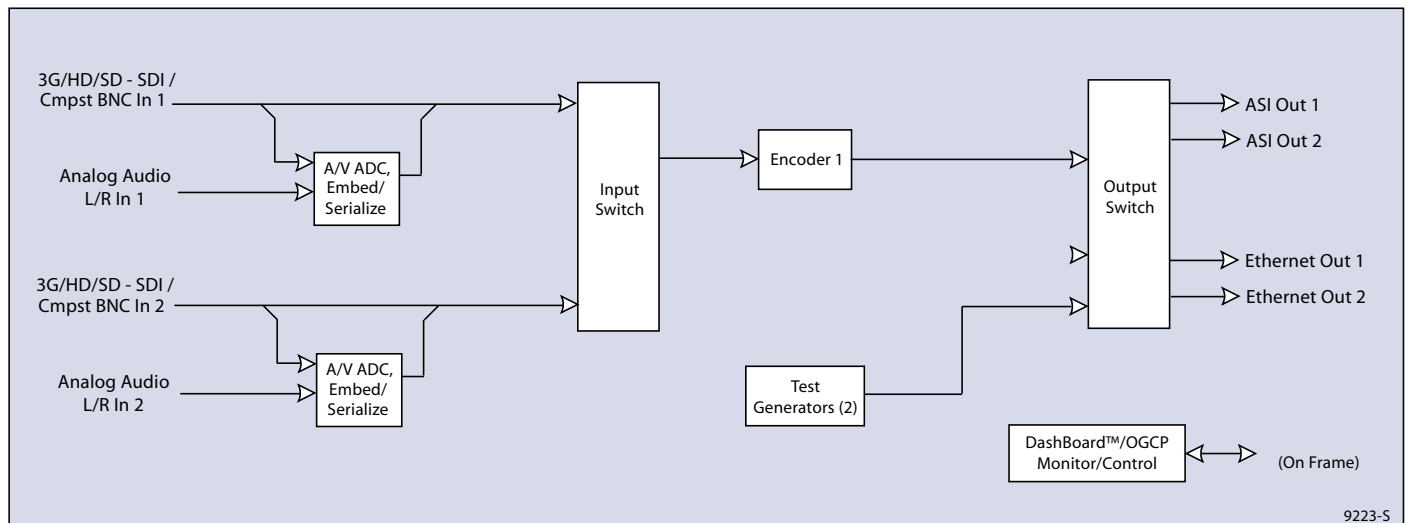 3G/HD/SD - SDI /
Cmpst BNC In 1
Analog Audio
L/R In 1
A/V ADC,
Embed/
Serialize
3G/HD/SD - SDI /
Cmpst BNC In 2
Analog Audio
L/R In 2
A/V ADC,
Embed/
Serialize
Input
Switch
Encoder 1
Test
Generators (2)
Output
Switch
ASI Out 1
ASI Out 2
Ethernet Out 1
Ethernet Out 2
DashBoard™/OGCP
Monitor/Control
(On Frame)
9223-S